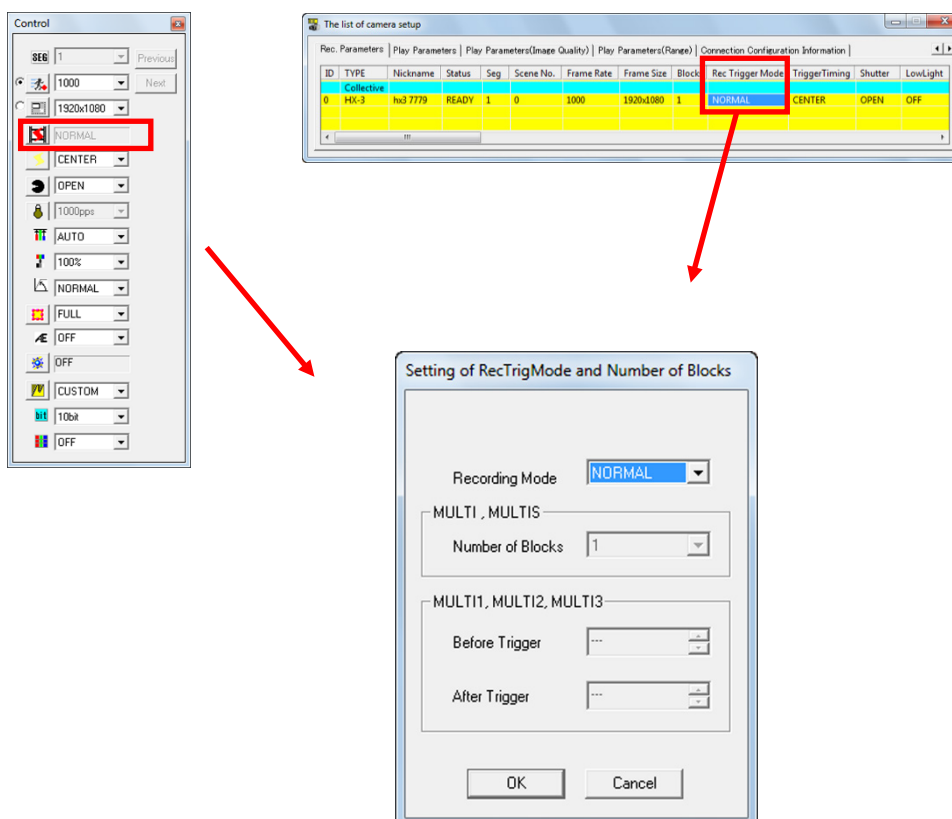 Control
SEG 1 Previous
1000 Next
1920x1080
NORMAL
CENTER
OPEN
1000pps
AUTO
100%
NORMAL
FULL
Æ OFF
OFF
CUSTOM
bit 10bit
OFF
The list of camera setup
Rec. Parameters Play Parameters Play Parameters(Image Quality) Play Parameters(Range) Connection Configuration Information
ID TYPE Nickname Status Seg Scene No. Frame Rate Frame Size Block Rec Trigger Mode TriggerTiming Shutter LowLight
Collective
0 HX-3 hx3 7779 READY 1 0 1000 1920x1080 1 NORMAL CENTER OPEN OFF
Setting of RecTrigMode and Number of Blocks
Recording Mode NORMAL
MULTI , MULTIS
Number of Blocks 1
MULTI1, MULTI2, MULTI3
Before Trigger ---
After Trigger ---
OK Cancel